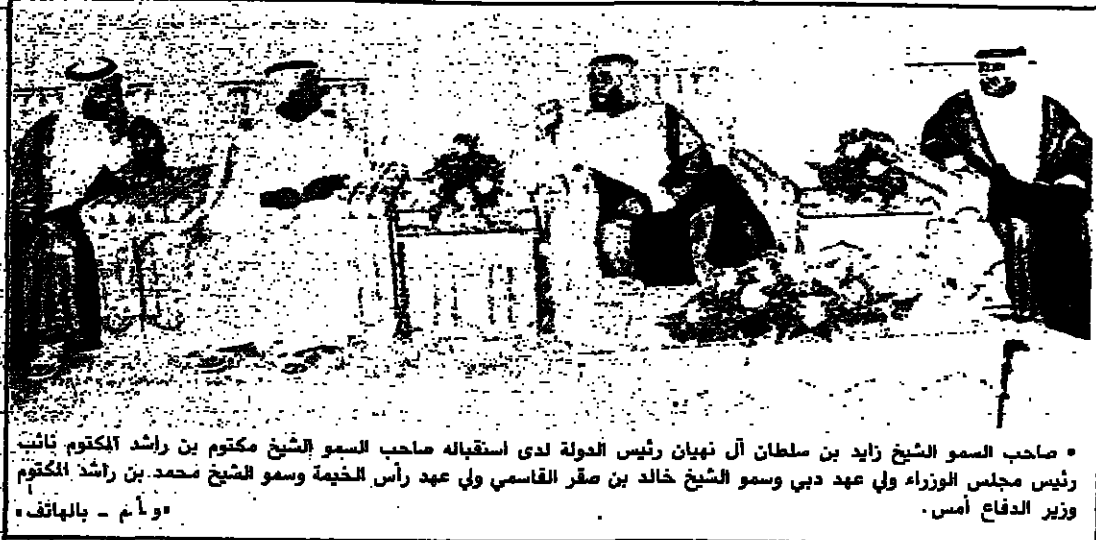 • صاحب السمو الشيخ زايد بن سلطان آل نهيان رئيس الدولة لدى استقباله صاحب السمو الشيخ مكتوم بن راشد المكتوم نائب
رئيس مجلس الوزراء ولي عهد دبي وسمو الشيخ خالد بن صقر القاسمي ولي عهد رأس الخيمة وسمو الشيخ محمد بن راشد المكتوم
وزير الدفاع أمس. «و أ م - بالهاتف»